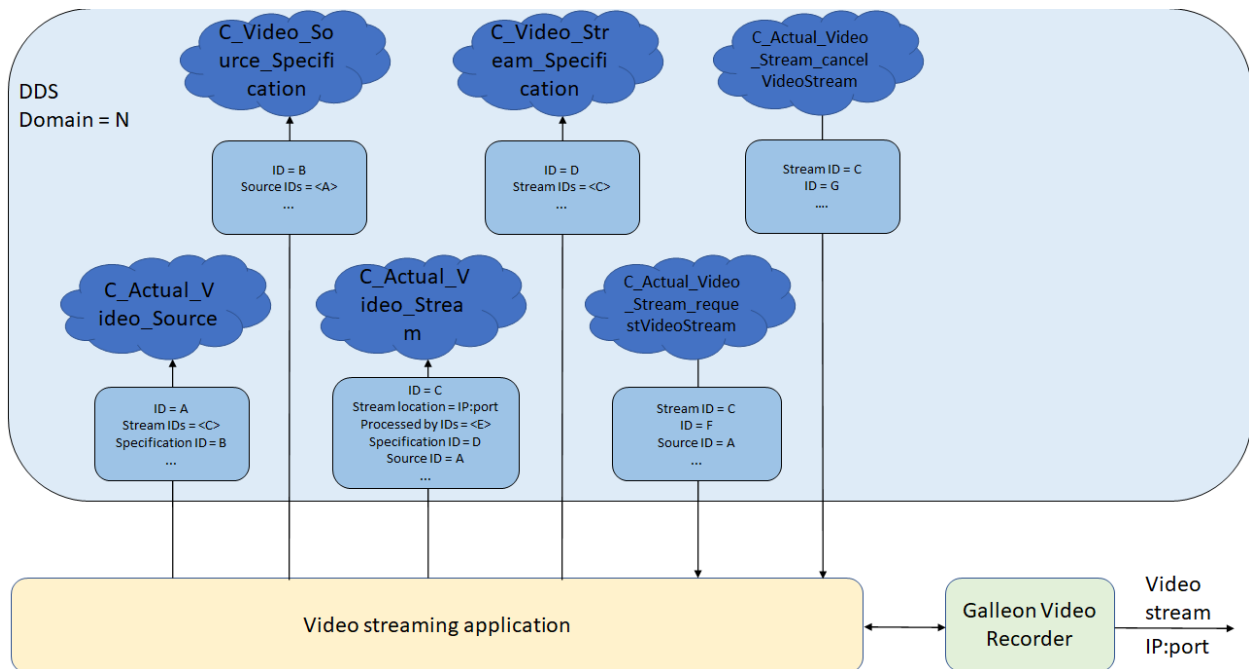 C_Video_So
urce_Specifi
cation
C_Video_Str
eam_Specifi
cation
C_Actual_Video
_Stream_cancel
VideoStream
DDS
Domain = N
ID = B
Source IDs = <A>
...
ID = D
Stream IDs = <C>
...
Stream ID = C
ID = G
....
C_Actual_V
ideo_Source
C_Actual_V
ideo_Strea
m
C_Actual_Video
_Stream_reque
stVideoStream
ID = A
Stream IDs = <C>
Specification ID = B
...
ID = C
Stream location = IP:port
Processed by IDs = <E>
Specification ID = D
Source ID = A
...
Stream ID = C
ID = F
Source ID = A
...
Video streaming application
Galleon Video
Recorder
Video
stream
IP:port